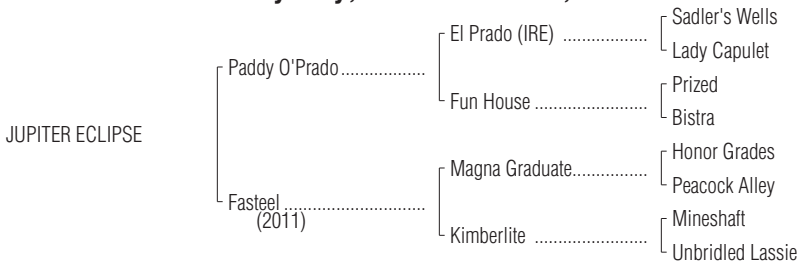 Sadler's Wells
El Prado (IRE) ..................
Lady Capulet
Paddy O'Prado..................
Prized
Fun House ........................
Bistra
JUPITER ECLIPSE
Honor Grades
Magna Graduate................
Peacock Alley
Fasteel ..............................
(2011)
Mineshaft
Kimberlite ........................
Unbridled Lassie